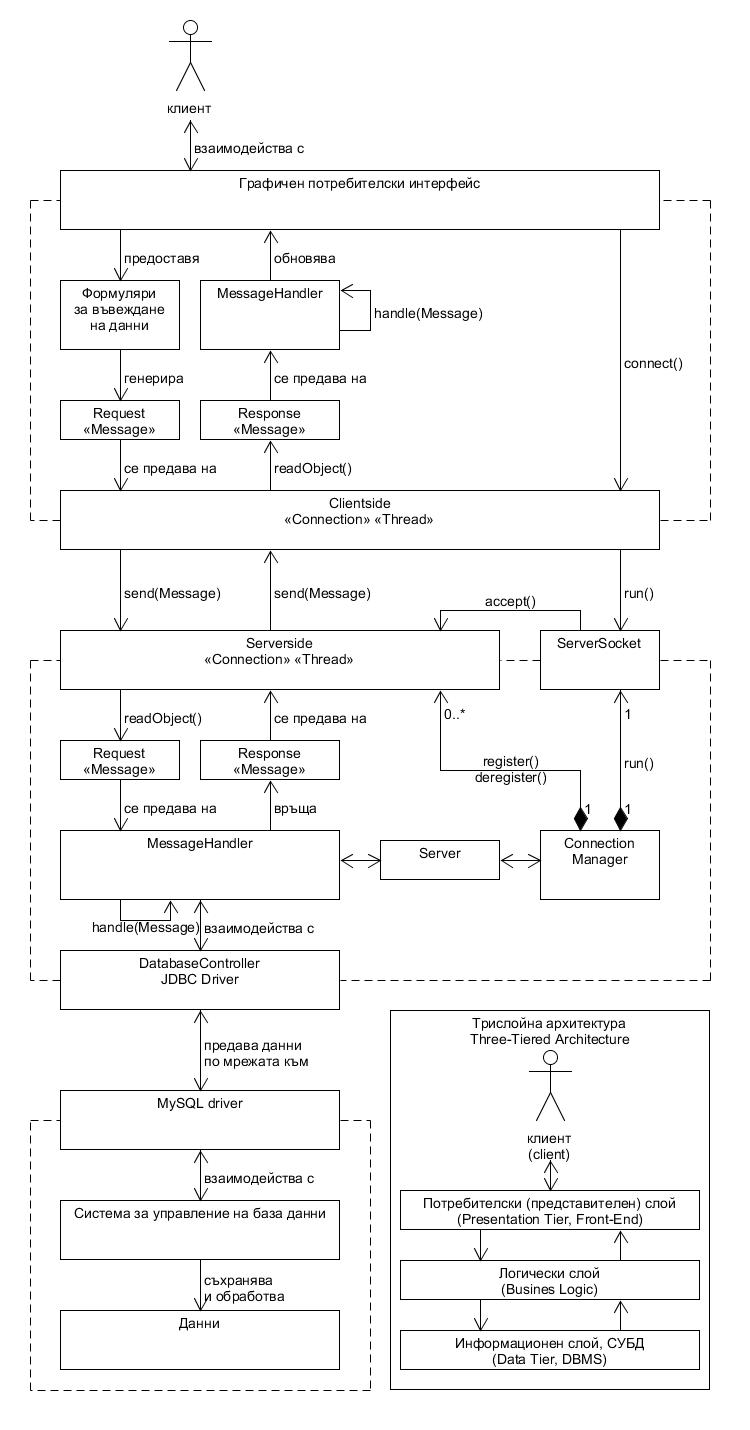 клиент
взаимодейства с
Графичен потребителски интерфейс
предоставя
обновява
Формуляри
за въвеждане
на данни
MessageHandler
handle(Message)
connect()
генерира
се предава на
Request
«Message»
Response
«Message»
се предава на
readObject()
Clientside
«Connection» «Thread»
send(Message)
send(Message)
run()
accept()
Serverside
«Connection» «Thread»
ServerSocket
readObject()
се предава на
0..*
1
Request
«Message»
Response
«Message»
register()
deregister()
run()
се предава на
връща
1
1
MessageHandler
Server
Connection
Manager
handle(Message)
взаимодейства с
DatabaseController
JDBC Driver
предава данни
по мрежата към
MySQL driver
взаимодейства с
Система за управление на база данни
съхранява
и обработва
Данни
Трислойна архитектура
Three-Tiered Architecture
клиент
(client)
Потребителски (представителен) слой
(Presentation Tier, Front-End)
Логически слой
(Busines Logic)
Информационен слой, СУБД
(Data Tier, DBMS)